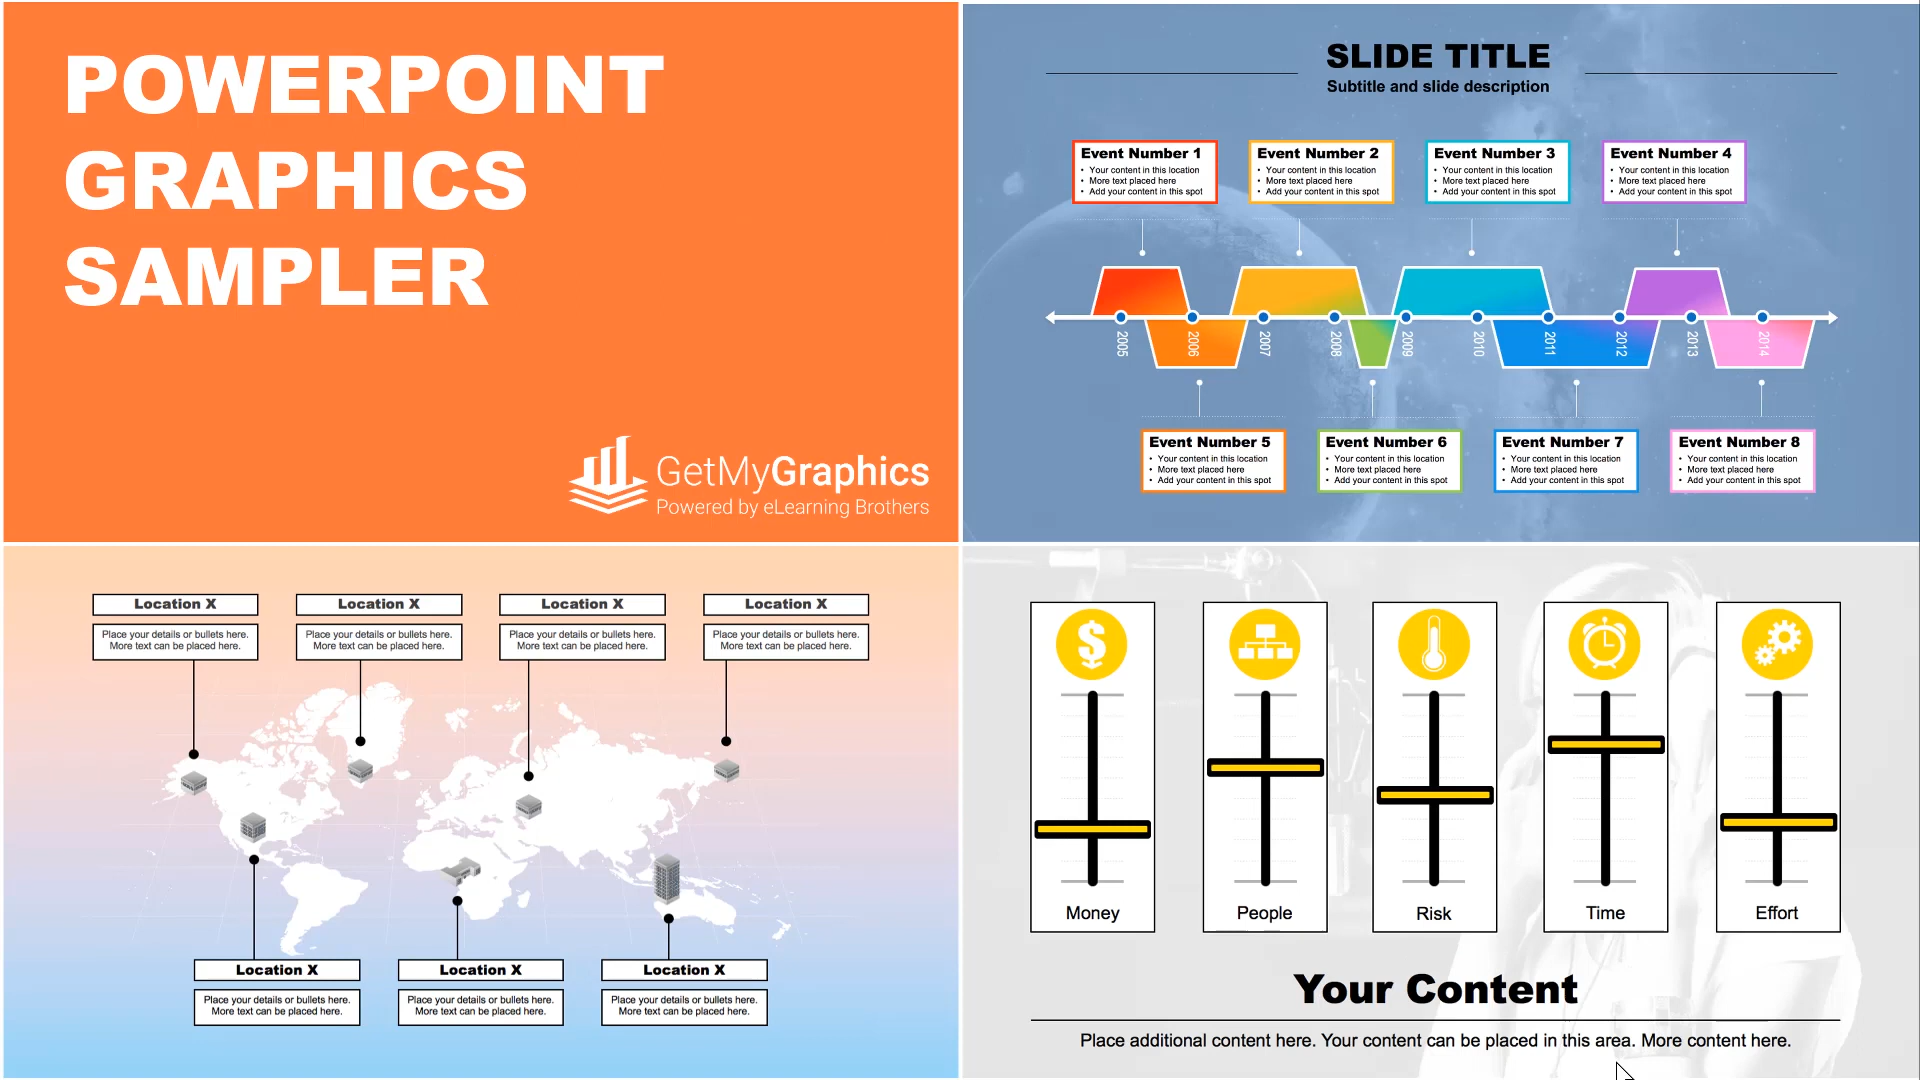 POWERPOINT
GRAPHICS
SAMPLER
GetMyGraphics
Powered by eLearning Brothers
SLIDE TITLE
Subtitle and slide description
Event Number 1
• Your content in this location
• More text placed here
• Add your content in this spot
Event Number 2
• Your content in this location
• More text placed here
• Add your content in this spot
Event Number 3
• Your content in this location
• More text placed here
• Add your content in this spot
Event Number 4
• Your content in this location
• More text placed here
• Add your content in this spot
2005
2006
2007
2008
2009
2010
2011
2012
2013
2014
Event Number 5
• Your content in this location
• More text placed here
• Add your content in this spot
Event Number 6
• Your content in this location
• More text placed here
• Add your content in this spot
Event Number 7
• Your content in this location
• More text placed here
• Add your content in this spot
Event Number 8
• Your content in this location
• More text placed here
• Add your content in this spot
Location X
Place your details or bullets here.
More text can be placed here.
Location X
Place your details or bullets here.
More text can be placed here.
Location X
Place your details or bullets here.
More text can be placed here.
Location X
Place your details or bullets here.
More text can be placed here.
Location X
Place your details or bullets here.
More text can be placed here.
Location X
Place your details or bullets here.
More text can be placed here.
Location X
Place your details or bullets here.
More text can be placed here.
$
Money
People
Risk
Time
Effort
Your Content
Place additional content here. Your content can be placed in this area. More content here.